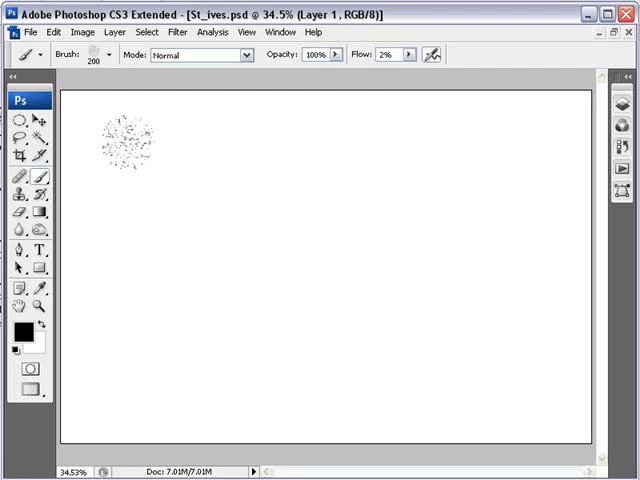 Ps Adobe Photoshop CS3 Extended - [St_ives.psd @ 34.5% (Layer 1, RGB/8)]
File Edit Image Layer Select Filter Analysis View Window Help
Brush: 200 Mode: Normal Opacity: 100% Flow: 2%
Ps
T
34.53% Doc: 7.01M/7.01M